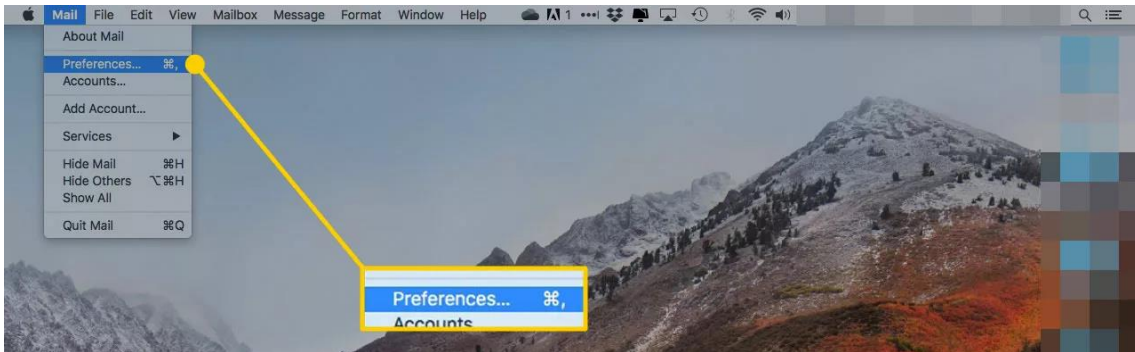 Mail File Edit View Mailbox Message Format Window Help 1
About Mail
Preferences... ⌘,
Accounts...
Add Account...
Services ▶
Hide Mail ⌘H
Hide Others ⌥⌘H
Show All
Quit Mail ⌘Q
Preferences... ⌘,
Accounts